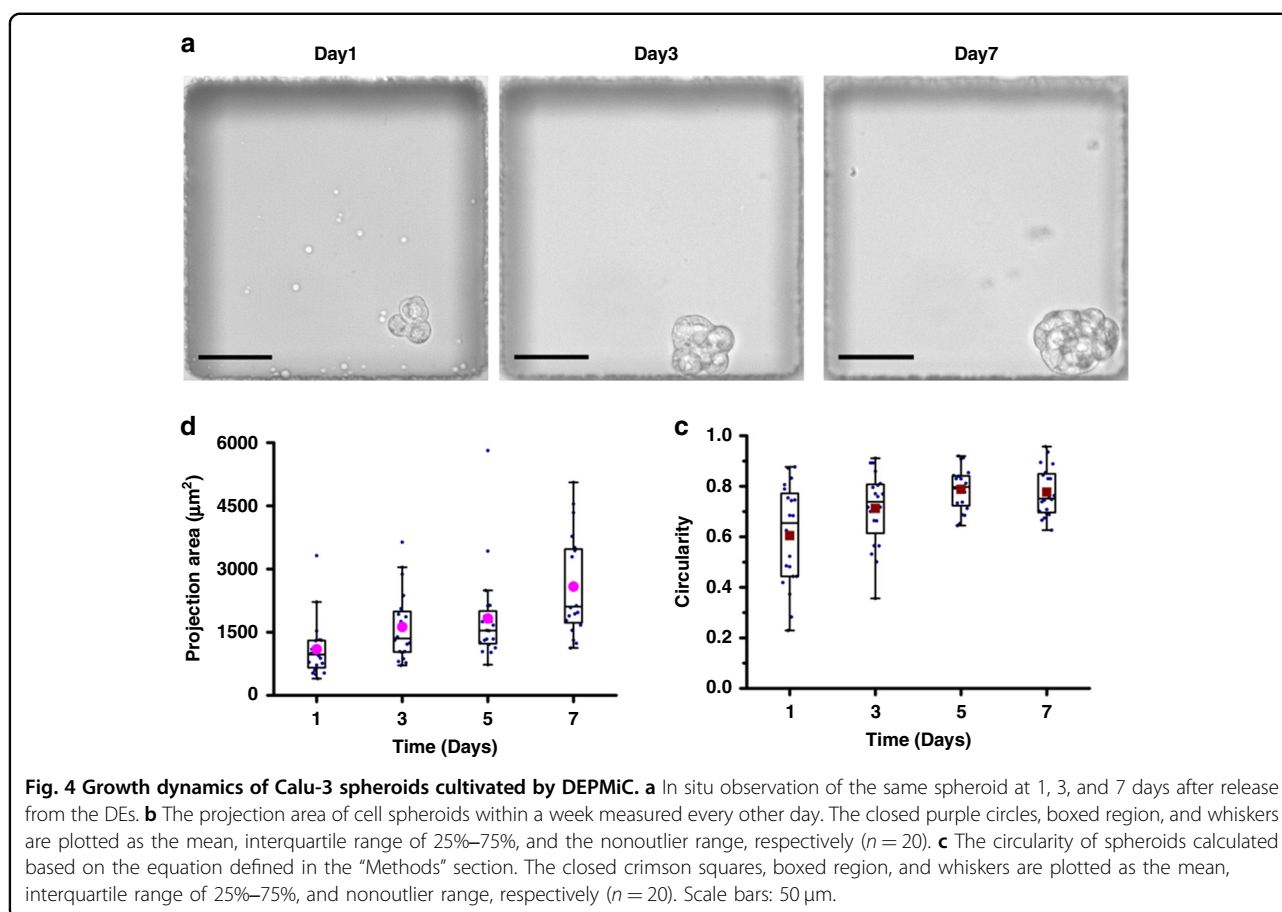 a
Day1 Day3 Day7
d
6000
4500
3000
1500
0
Projection area (μm²)
1 3 5 7
Time (Days)
c
1.0
0.8
0.6
0.4
0.2
0.0
Circularity
1 3 5 7
Time (Days)
Fig. 4 Growth dynamics of Calu-3 spheroids cultivated by DEPMiC. a In situ observation of the same spheroid at 1, 3, and 7 days after release
from the DEs. b The projection area of cell spheroids within a week measured every other day. The closed purple circles, boxed region, and whiskers
are plotted as the mean, interquartile range of 25%–75%, and the nonoutlier range, respectively (n = 20). c The circularity of spheroids calculated
based on the equation defined in the “Methods” section. The closed crimson squares, boxed region, and whiskers are plotted as the mean,
interquartile range of 25%–75%, and nonoutlier range, respectively (n = 20). Scale bars: 50 μm.